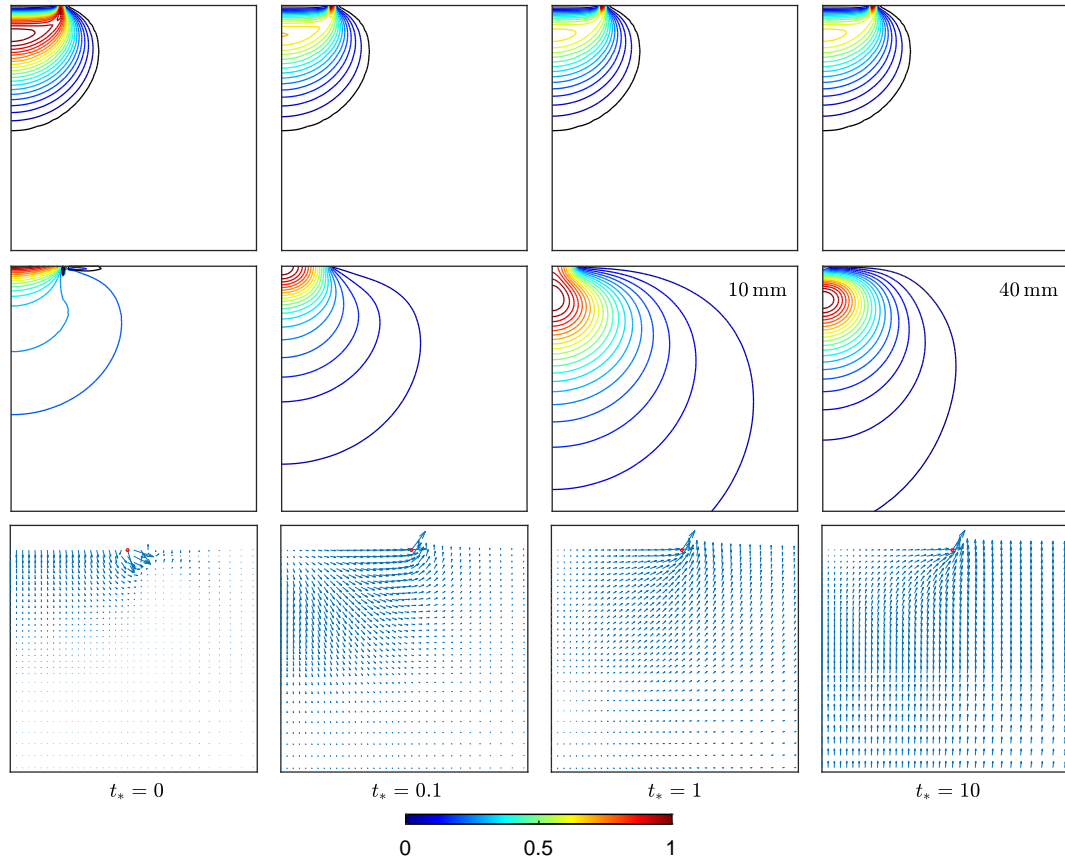 10 mm
40 mm
t* = 0
t* = 0.1
t* = 1
t* = 10
0
0.5
1